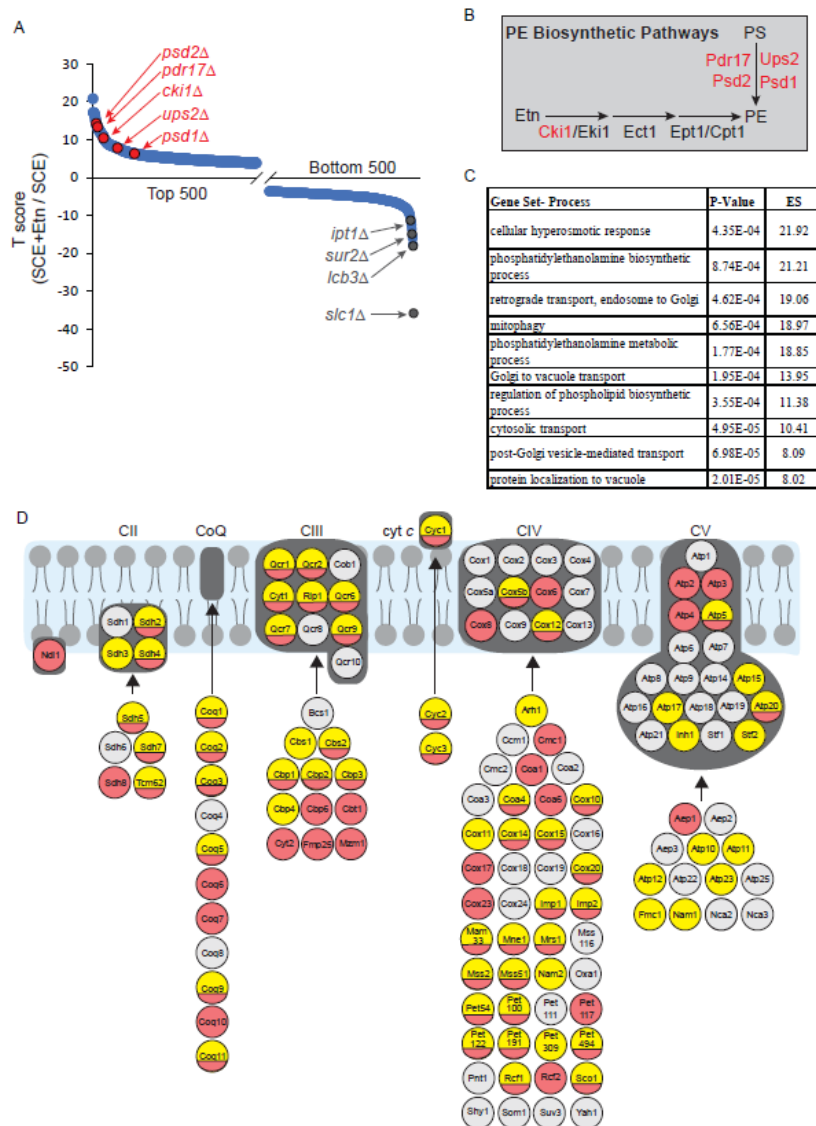 A
psd2Δ
pdr17Δ
cki1Δ
ups2Δ
psd1Δ
30
20
10
0
-10
-20
-30
-40
-50
T score
(SCE+Etn / SCE)
Top 500
Bottom 500
ipt1Δ
sur2Δ
lcb3Δ
slc1Δ
B
PE Biosynthetic Pathways
PS
Pdr17 Ups2
Psd2 Psd1
Etn PE
Cki1/Eki1 Ect1 Ept1/Cpt1
C
Gene Set- Process P-Value ES
cellular hyperosmotic response 4.35E-04 21.92
phosphatidylethanolamine biosynthetic
process 8.74E-04 21.21
retrograde transport, endosome to Golgi 4.62E-04 19.06
mitophagy 6.56E-04 18.97
phosphatidylethanolamine metabolic
process 1.77E-04 18.85
Golgi to vacuole transport 1.95E-04 13.95
regulation of phospholipid biosynthetic
process 3.55E-04 11.38
cytosolic transport 4.95E-05 10.41
post-Golgi vesicle-mediated transport 6.98E-05 8.09
protein localization to vacuole 2.01E-05 8.02
D
CII CoQ CIII cyt c CIV CV
Ndi1
Sdh1 Sdh2
Sdh3 Sdh4
Sdh5
Sdh6 Sdh7
Sdh8 Tcm62
Coq1
Coq2
Coq3
Coq4
Coq5
Coq6
Coq7
Coq8
Coq9
Coq10
Coq11
Qcr1 Qcr2 Cob1
Cyt1 Rip1 Qcr6
Qcr7 Qcr8 Qcr9
Qcr10
Bcs1
Cbs1 Cbs2
Cbp1 Cbp2 Cbp3
Cbp4 Cbp6 Cbt1
Cyt2 Fmp25 Mzm1
Cyc1
Cyc2
Cyc3
Cox1 Cox2 Cox3 Cox4
Cox5a Cox5b Cox6 Cox7
Cox8 Cox9 Cox12 Cox13
Arh1
Ccm1 Cmc1
Cmc2 Coa1 Coa2
Coa3 Coa4 Coa6 Cox10
Cox11 Cox14 Cox15 Cox16
Cox17 Cox18 Cox19 Cox20
Cox23 Cox24 Imp1 Imp2
Mam
33 Mne1 Mrs1 Mss
116
Mss2 Mss51 Nam2 Oxa1
Pet54 Pet
100 Pet
111 Pet
117
Pet
122 Pet
191 Pet
309 Pet
494
Pnt1 Rcf1 Rcf2 Sco1
Shy1 Som1 Suv3 Yah1
Atp1
Atp2 Atp3
Atp4 Atp5
Atp6 Atp7
Atp8 Atp9 Atp14 Atp15
Atp16 Atp17 Atp18 Atp19 Atp20
Atp21 Inh1 Stf1 Stf2
Aep1 Aep2
Aep3 Atp10 Atp11
Atp12 Atp22 Atp23 Atp25
Fmc1 Nam1 Nca2 Nca3